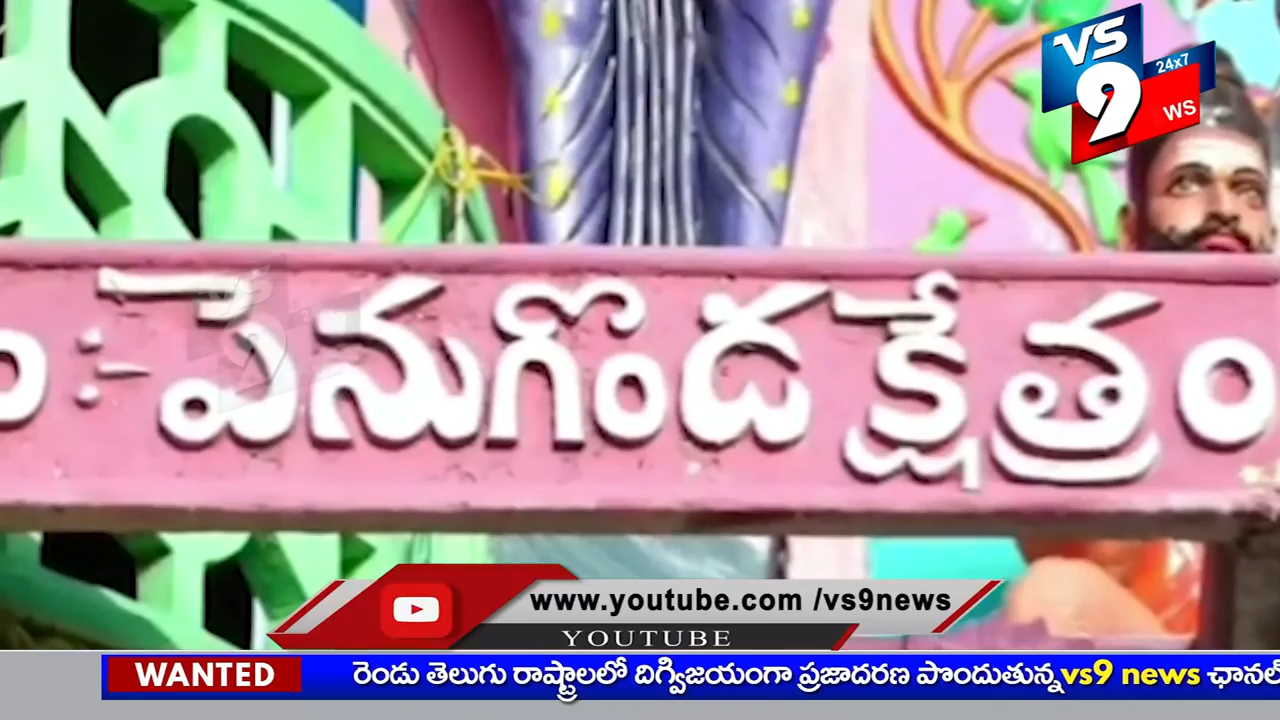 VS
9
24x7
WS
పెనుగొండ క్షేత్రం
www.youtube.com /vs9news
YOUTUBE
WANTED రెండు తెలుగు రాష్ట్రాలలో దిగ్విజయంగా ప్రజాదరణ పొందుతున్న vs9 news ఛానల్